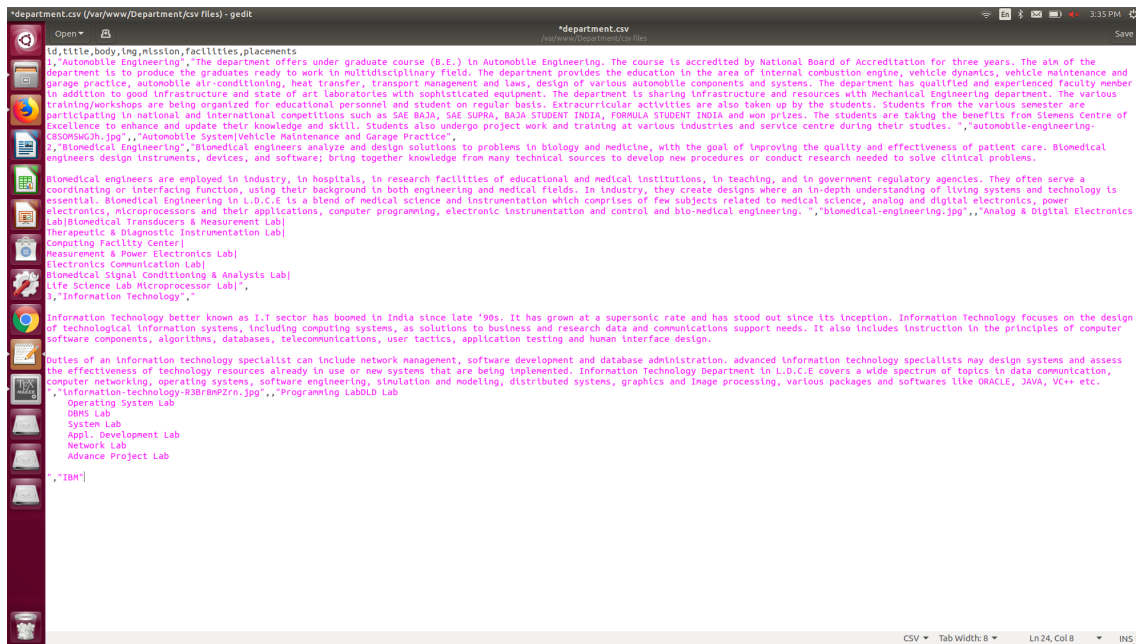 *department.csv (/var/www/Department/csv files) - gedit
En
3:35 PM
Open
*department.csv
/var/www/Department/csv files
Save
id,title,body,img,mission,facilities,placements
1,"Automobile Engineering","The department offers under graduate course (B.E.) in Automobile Engineering. The course is accredited by National Board of Accreditation for three years. The aim of the
department is to produce the graduates ready to work in multidisciplinary field. The department provides the education in the area of internal combustion engine, vehicle dynamics, vehicle maintenance and
garage practice, automobile air-conditioning, heat transfer, transport management and laws, design of various automobile components and systems. The department has qualified and experienced faculty member
in addition to good infrastructure and state of art laboratories with sophisticated equipment. The department is sharing infrastructure and resources with Mechanical Engineering department. The various
training/workshops are being organized for educational personnel and student on regular basis. Extracurricular activities are also taken up by the students. Students from the various semester are
participating in national and international competitions such as SAE BAJA, SAE SUPRA, BAJA STUDENT INDIA, FORMULA STUDENT INDIA and won prizes. The students are taking the benefits from Siemens Centre of
Excellence to enhance and update their knowledge and skill. Students also undergo project work and training at various industries and service centre during their studies. ","automobile-engineering-
C8SOM5WGJh.jpg",,"Automobile System|Vehicle Maintenance and Garage Practice",
2,"Biomedical Engineering","Biomedical engineers analyze and design solutions to problems in biology and medicine, with the goal of improving the quality and effectiveness of patient care. Biomedical
engineers design instruments, devices, and software; bring together knowledge from many technical sources to develop new procedures or conduct research needed to solve clinical problems.
Biomedical engineers are employed in industry, in hospitals, in research facilities of educational and medical institutions, in teaching, and in government regulatory agencies. They often serve a
coordinating or interfacing function, using their background in both engineering and medical fields. In industry, they create designs where an in-depth understanding of living systems and technology is
essential. Biomedical Engineering in L.D.C.E is a blend of medical science and instrumentation which comprises of few subjects related to medical science, analog and digital electronics, power
electronics, microprocessors and their applications, computer programming, electronic instrumentation and control and bio-medical engineering. ","biomedical-engineering.jpg",,"Analog & Digital Electronics
Lab|Biomedical Transducers & Measurement Lab|
Therapeutic & Diagnostic Instrumentation Lab|
Computing Facility Center|
Measurement & Power Electronics Lab|
Electronics Communication Lab|
Biomedical Signal Conditioning & Analysis Lab|
Life Science Lab Microprocessor Lab|",
3,"Information Technology","
Information Technology better known as I.T sector has boomed in India since late ‘90s. It has grown at a supersonic rate and has stood out since its inception. Information Technology focuses on the design
of technological information systems, including computing systems, as solutions to business and research data and communications support needs. It also includes instruction in the principles of computer
software components, algorithms, databases, telecommunications, user tactics, application testing and human interface design.
Duties of an information technology specialist can include network management, software development and database administration. advanced information technology specialists may design systems and assess
the effectiveness of technology resources already in use or new systems that are being implemented. Information Technology Department in L.D.C.E covers a wide spectrum of topics in data communication,
computer networking, operating systems, software engineering, simulation and modeling, distributed systems, graphics and Image processing, various packages and softwares like ORACLE, JAVA, VC++ etc.
","information-technology-R3BrBmPZrn.jpg",,"Programming LabOLD Lab
Operating System Lab
DBMS Lab
System Lab
Appl. Development Lab
Network Lab
Advance Project Lab
","IBM"
TEX
MAKER
CSV
Tab Width: 8
Ln 24, Col 8
INS